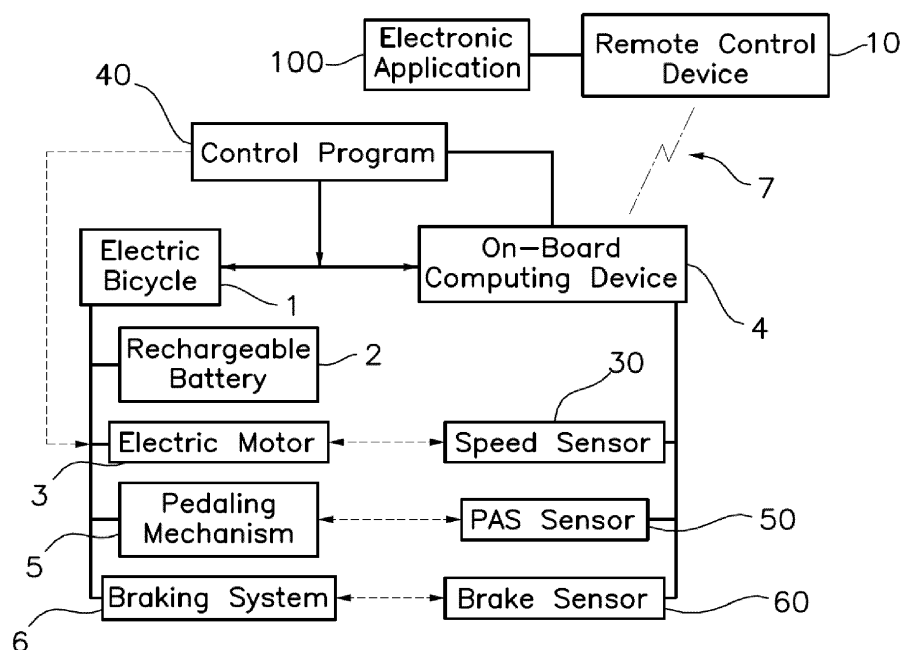 100
Electronic
Application
Remote Control
Device
10
40
Control Program
7
Electric
Bicycle
1
On-Board
Computing Device
4
Rechargeable
Battery
2
30
Electric Motor
3
Speed Sensor
Pedaling
Mechanism
5
PAS Sensor
50
Braking System
6
Brake Sensor
60